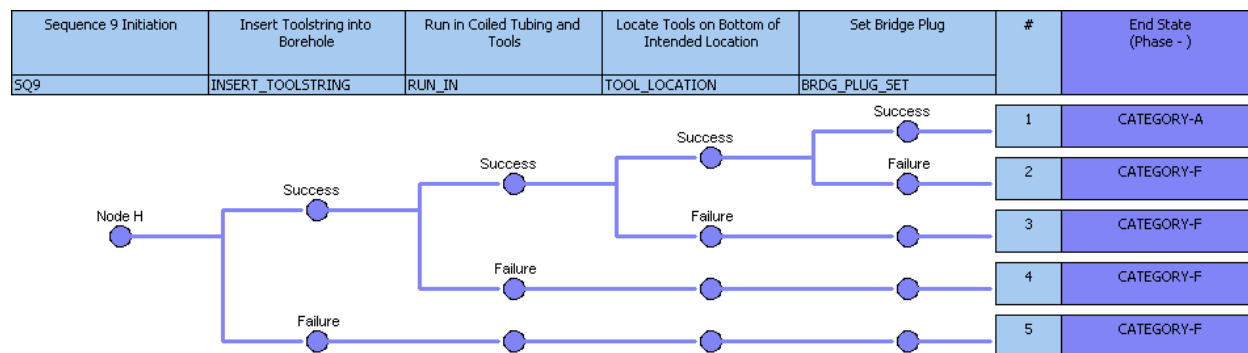 Sequence 9 Initiation
Insert Toolstring into
Borehole
Run in Coiled Tubing and
Tools
Locate Tools on Bottom of
Intended Location
Set Bridge Plug
#
End State
(Phase - )
SQ9
INSERT_TOOLSTRING
RUN_IN
TOOL_LOCATION
BRDG_PLUG_SET
Success
1
CATEGORY-A
Success
Success
Failure
2
CATEGORY-F
Success
Node H
Failure
3
CATEGORY-F
Failure
4
CATEGORY-F
Failure
5
CATEGORY-F